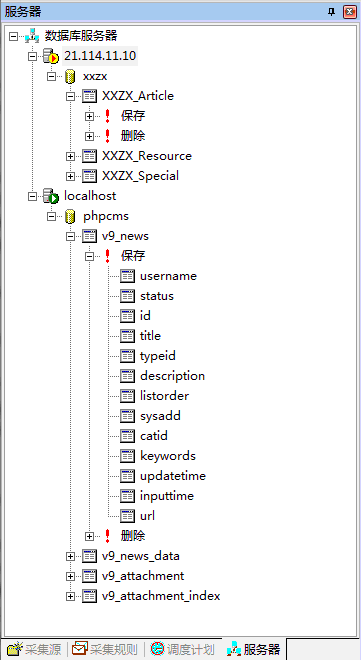 服务器
数据库服务器
21.114.11.10
xxzx
XXZX_Article
保存
删除
XXZX_Resource
XXZX_Special
localhost
phpcms
v9_news
保存
username
status
id
title
typeid
description
listorder
sysadd
catid
keywords
updatetime
inputtime
url
删除
v9_news_data
v9_attachment
v9_attachment_index
采集源 采集规则 调度计划 服务器